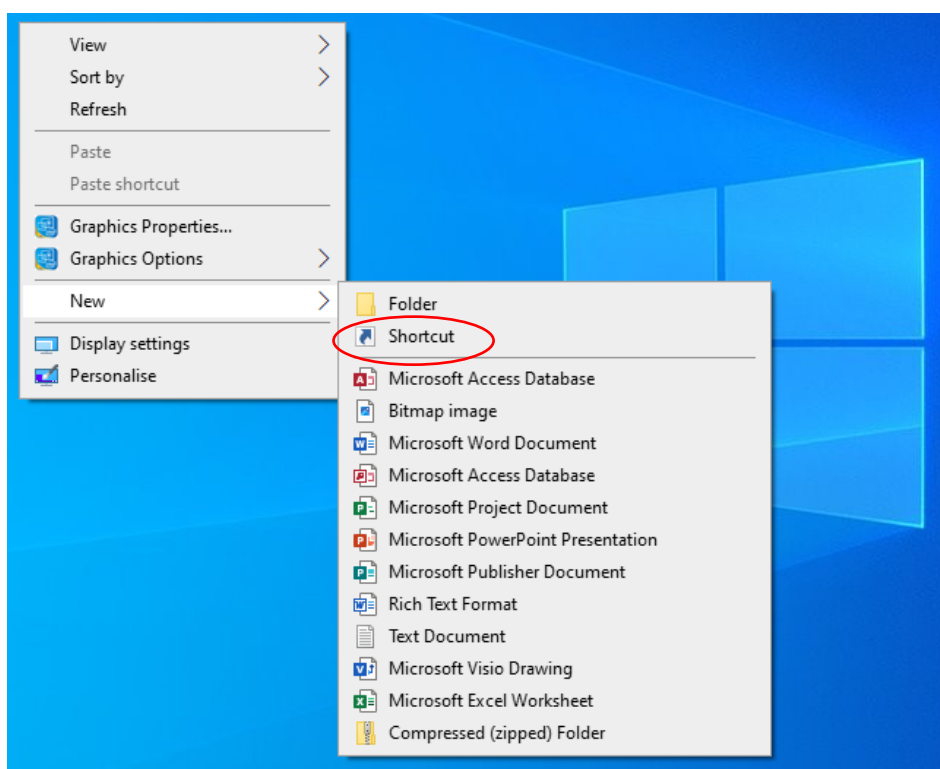 View
Sort by
Refresh
Paste
Paste shortcut
Graphics Properties...
Graphics Options
New
Display settings
Personalise
Folder
Shortcut
Microsoft Access Database
Bitmap image
Microsoft Word Document
Microsoft Access Database
Microsoft Project Document
Microsoft PowerPoint Presentation
Microsoft Publisher Document
Rich Text Format
Text Document
Microsoft Visio Drawing
Microsoft Excel Worksheet
Compressed (zipped) Folder